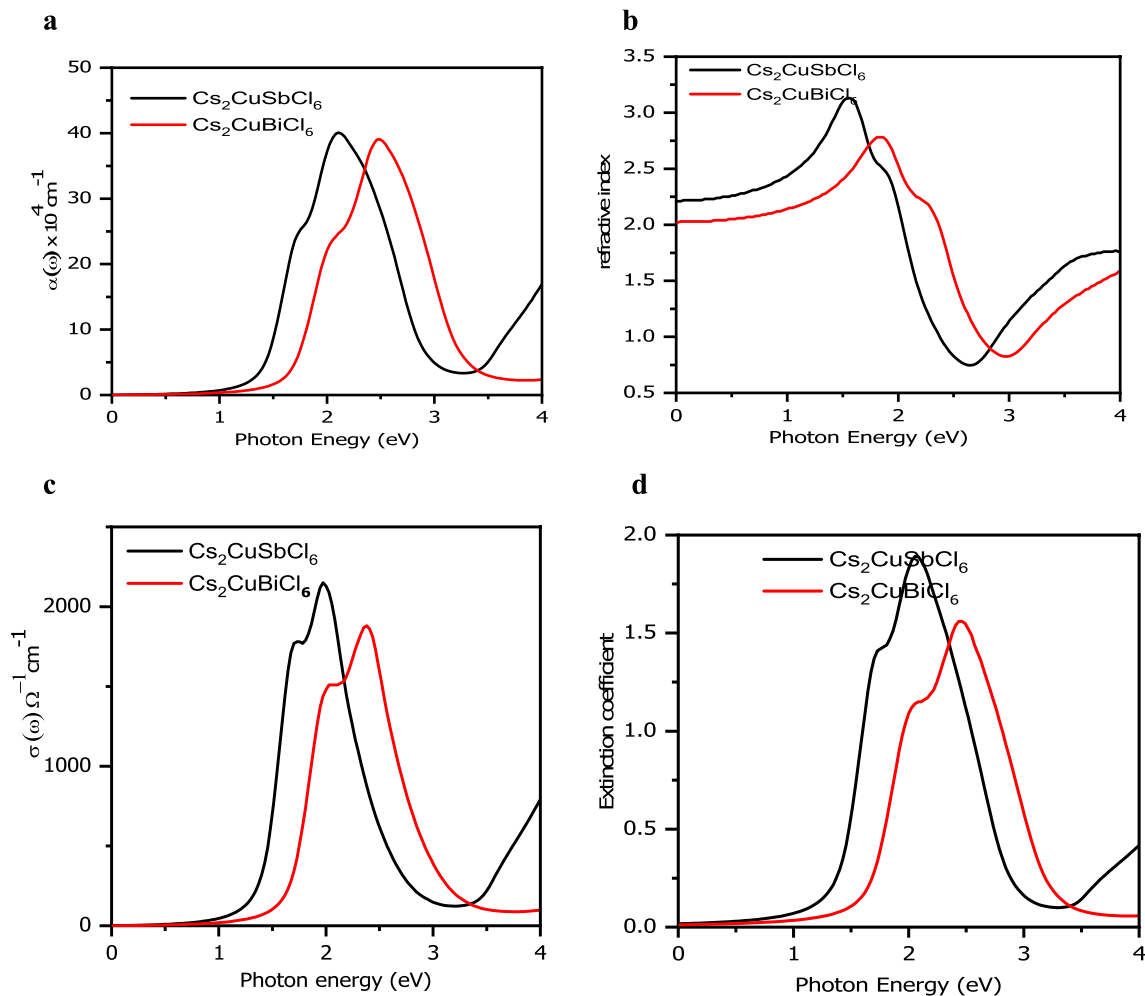 a
50
40
30
20
10
0
α(ω) x 10⁴ cm⁻¹
Cs₂CuSbCl₆
Cs₂CuBiCl₆
0 1 2 3 4
Photon Enegy (eV)
b
3.5
3.0
2.5
2.0
1.5
1.0
0.5
refractive index
Cs₂CuSbCl₆
Cs₂CuBiCl₆
0 1 2 3 4
Photon Energy (eV)
c
2000
1000
0
σ(ω) Ω⁻¹ cm⁻¹
Cs₂CuSbCl₆
Cs₂CuBiCl₆
0 1 2 3 4
Photon energy (eV)
d
2.0
1.5
1.0
0.5
0.0
Extinction coefficient
Cs₂CuSbCl₆
Cs₂CuBiCl₆
0 1 2 3 4
Photon Energy (eV)